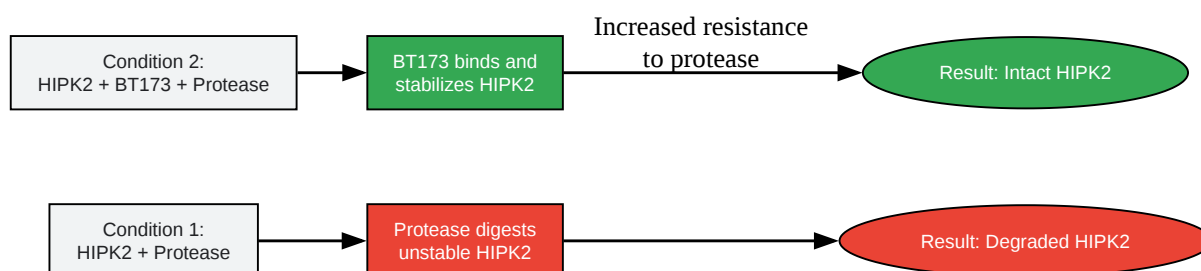 Condition 2:
HIPK2 + BT173 + Protease
BT173 binds and
stabilizes HIPK2
Increased resistance
to protease
Result: Intact HIPK2
Condition 1:
HIPK2 + Protease
Protease digests
unstable HIPK2
Result: Degraded HIPK2